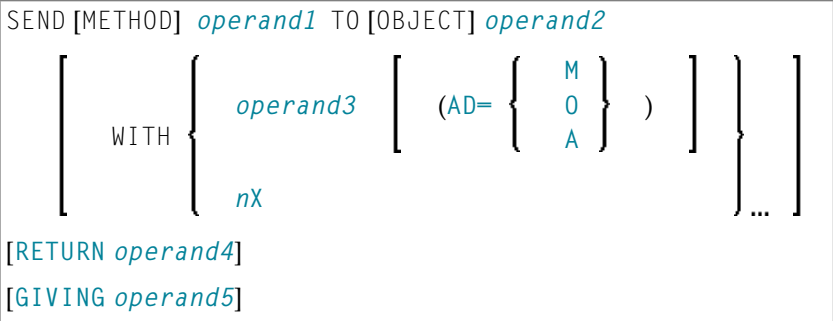 SEND [METHOD] operand1 TO [OBJECT] operand2
M
operand3 (AD= O )
WITH A
nX
...
[RETURN operand4]
[GIVING operand5]